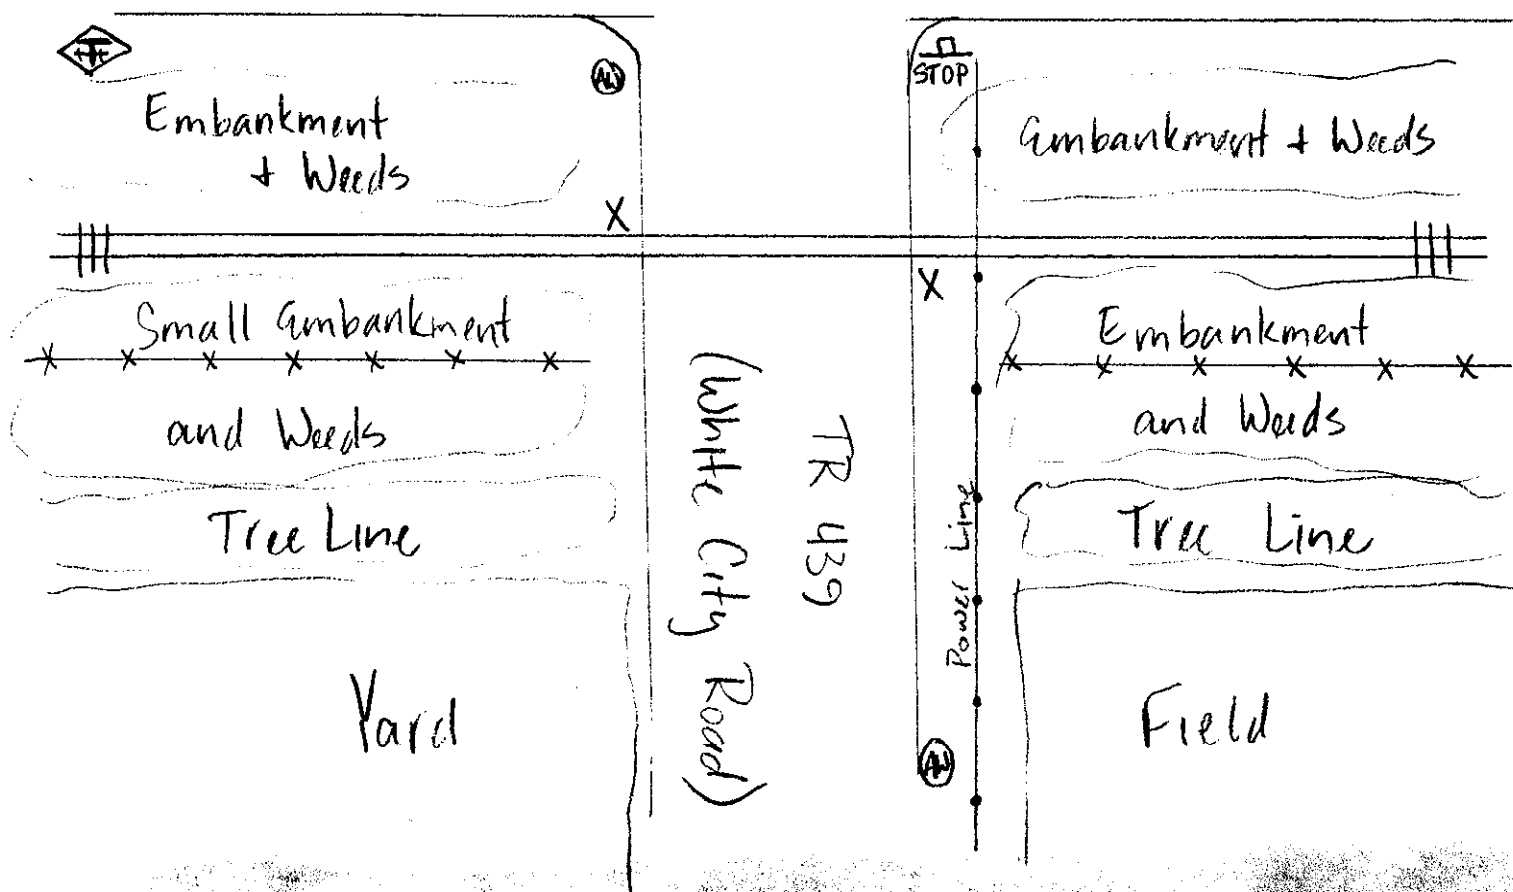 AW
STOP
Embankment
+ Weeds
Embankment + Weeds
X
X
Small Embankment
and Weeds
Embankment
and Weeds
(White City Road)
TR 439
Power Line
Tree Line
Tree Line
Yard
Field
AW